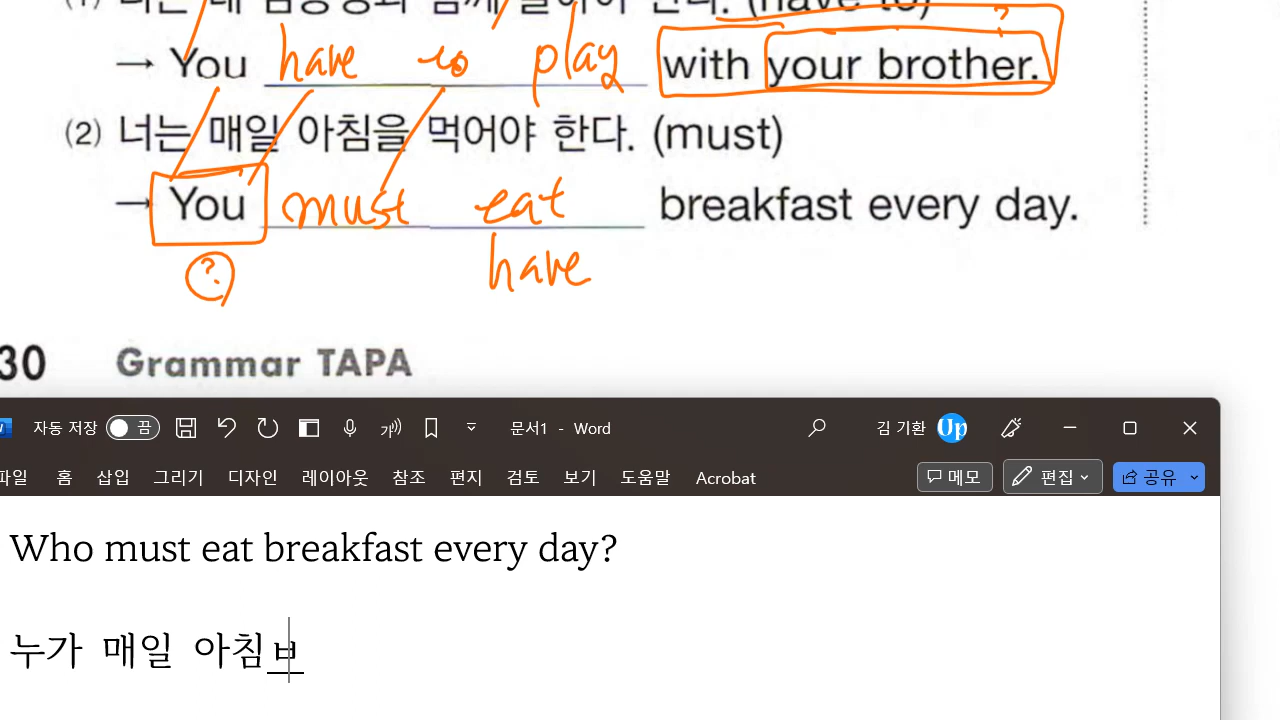 (have to)
→ You have to play with your brother.
(2) 너는 매일 아침을 먹어야 한다. (must)
→ You must eat breakfast every day.
? have
30 Grammar TAPA
자동 저장 끔 가 문서1 - Word 김 기환 Up
파일 홈 삽입 그리기 디자인 레이아웃 참조 편지 검토 보기 도움말 Acrobat 메모 편집 공유
Who must eat breakfast every day?
누가 매일 아침ㅂ